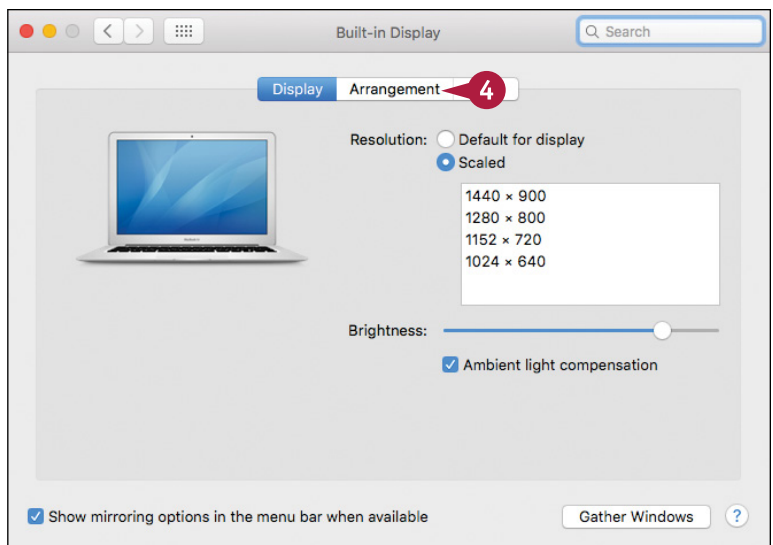 Built-in Display
Search
Display Arrangement
4
Resolution: Default for display
Scaled
1440 × 900
1280 × 800
1152 × 720
1024 × 640
Brightness:
Ambient light compensation
Show mirroring options in the menu bar when available
Gather Windows ?